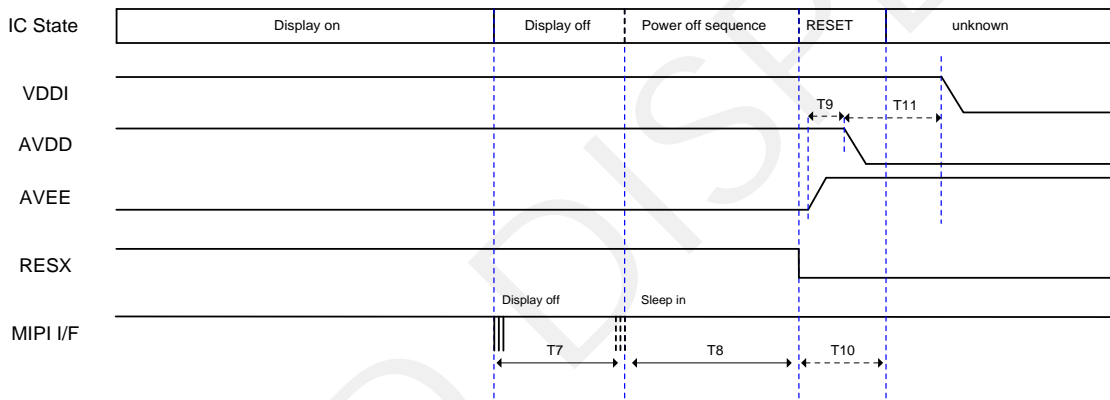 IC State Display on Display off Power off sequence RESET unknown
VDDI
T9 T11
AVDD
AVEE
RESX
Display off Sleep in
MIPI I/F
T7 T8 T10